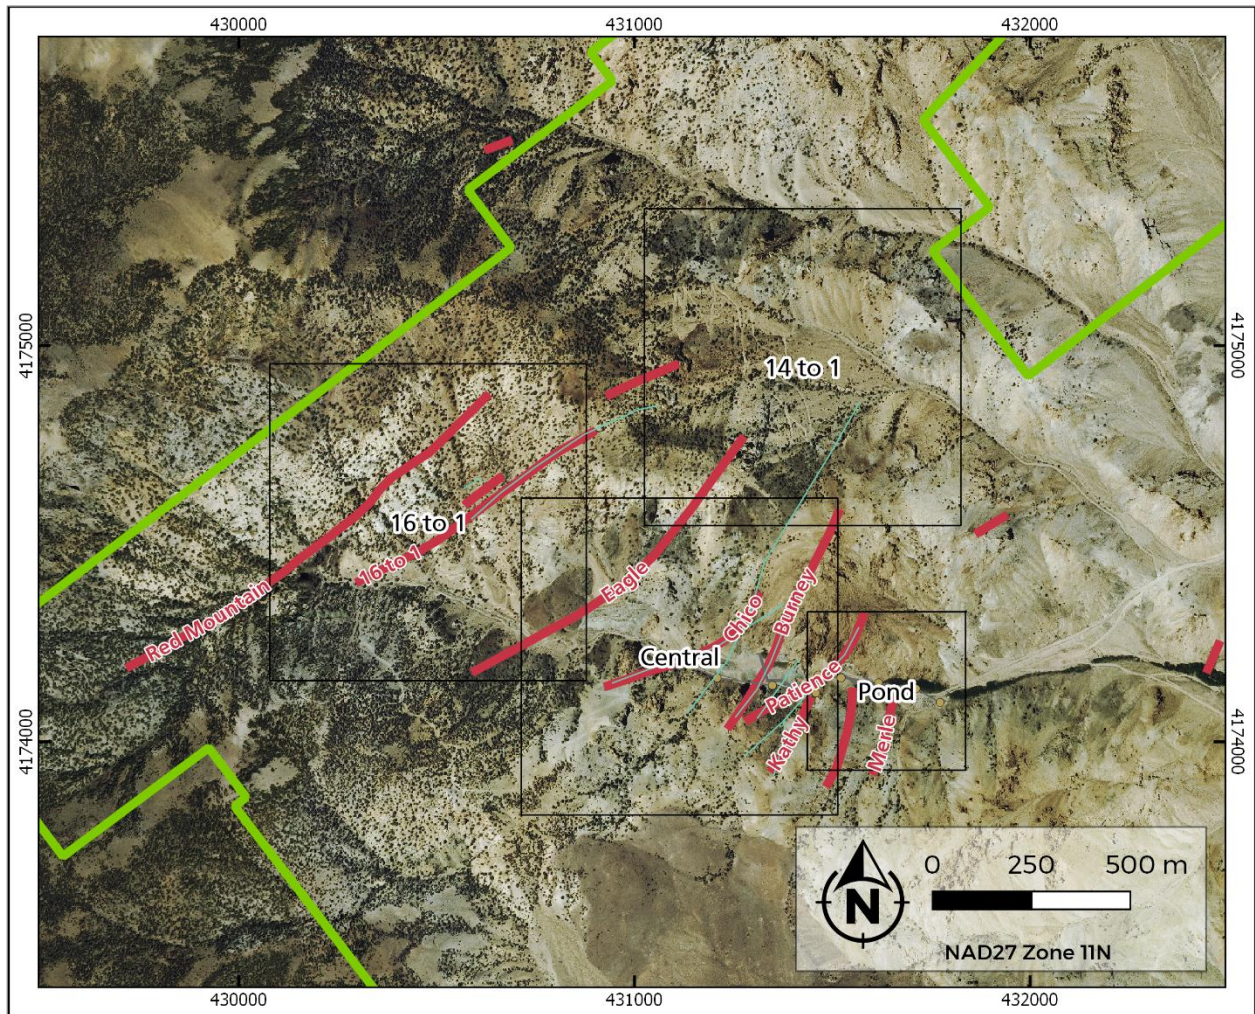 430000
431000
432000
4175000
4175000
14 to 1
16 to 1
16 to 1
Red Mountain
Eagle
Chico
Burney
Central
Patience
Pond
Kathy
Merle
4174000
4174000
0 250 500 m
N
NAD27 Zone 11N
430000
431000
432000